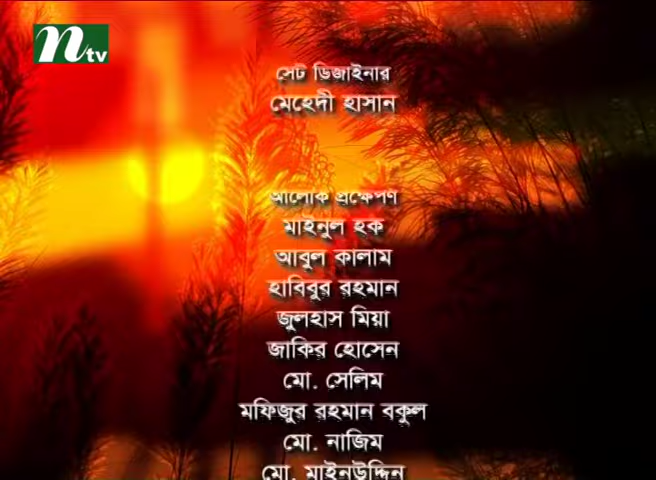 ntv
সেট ডিজাইনার
মেহেদী হাসান
আলোক প্রক্ষেপণ
মাইনুল হক
আবুল কালাম
হাবিবুর রহমান
জুলহাস মিয়া
জাকির হোসেন
মো. সেলিম
মফিজুর রহমান বকুল
মো. নাজিম
মো. মাইনউদ্দিন